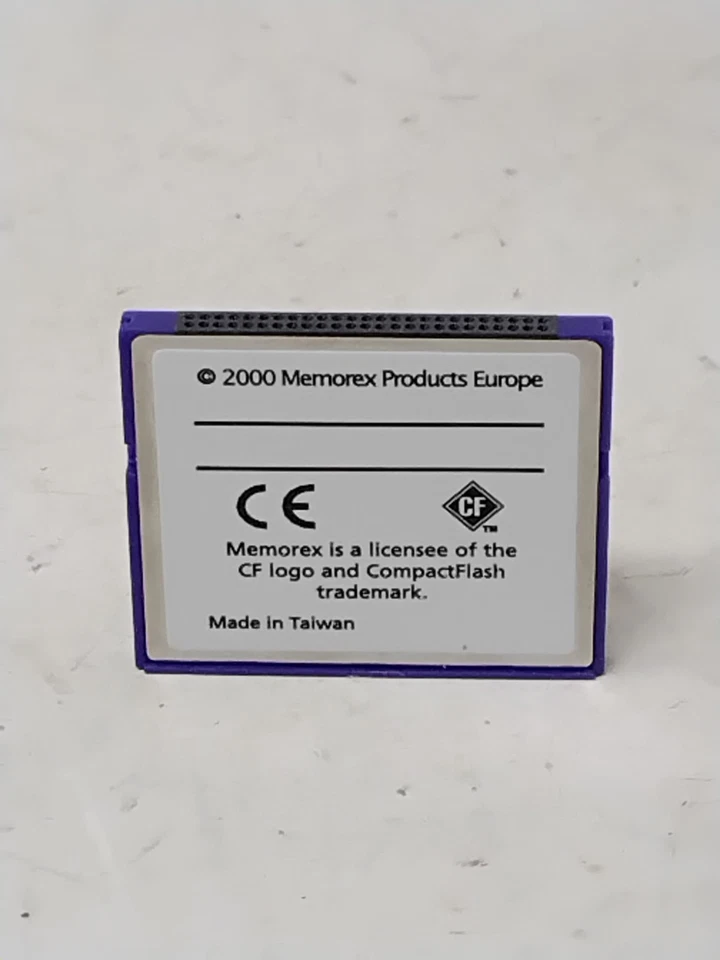 © 2000 Memorex Products Europe
CE
CF
TM
Memorex is a licensee of the
CF logo and CompactFlash
trademark.
Made in Taiwan